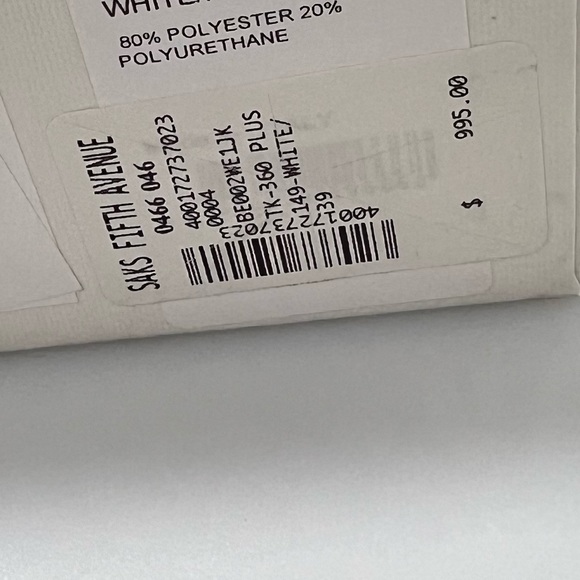 80% POLYESTER 20%
POLYURETHANE
SAKS FIFTH AVENUE
0466 046
400172737023
0004
TK-360 PLUS
149-WHITE/
39
400172737023
$ 995.00